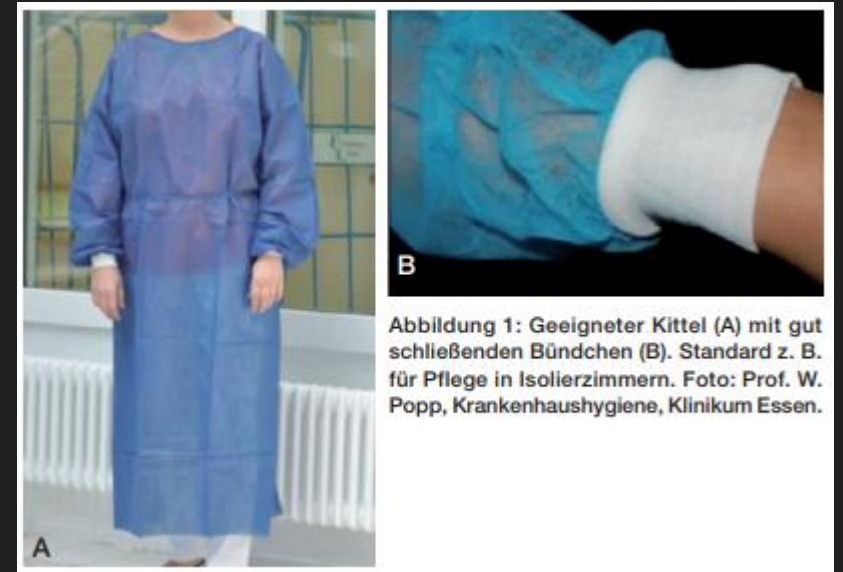 A
B
Abbildung 1: Geeigneter Kittel (A) mit gut
schließenden Bündchen (B). Standard z. B.
für Pflege in Isolierzimmern. Foto: Prof. W.
Popp, Krankenhaushygiene, Klinikum Essen.